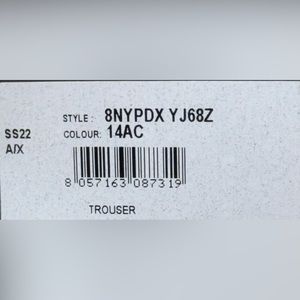 STYLE : 8NYPDX YJ68Z
SS22 COLOUR: 14AC
A/X
8 057163 087319
TROUSER